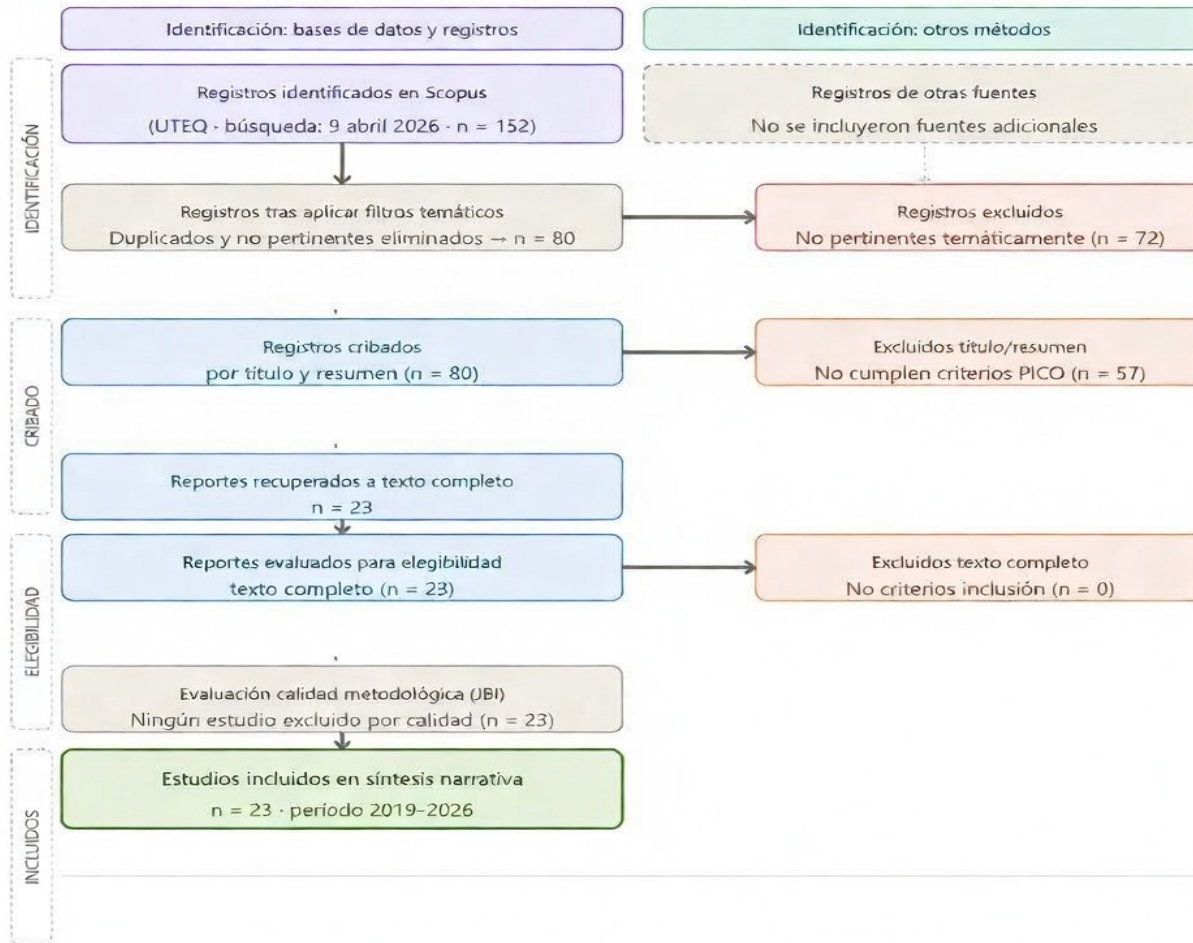 Identificación: bases de datos y registros
Identificación: otros métodos
IDENTIFICACIÓN
Registros identificados en Scopus
(UTEQ · búsqueda: 9 abril 2026 · n = 152)
Registros de otras fuentes
No se incluyeron fuentes adicionales
Registros tras aplicar filtros temáticos
Duplicados y no pertinentes eliminados → n = 80
Registros excluidos
No pertinentes temáticamente (n = 72)
CRIBADO
Registros cribados
por título y resumen (n = 80)
Excluidos título/resumen
No cumplen criterios PICO (n = 57)
Reportes recuperados a texto completo
n = 23
ELEGIBILIDAD
Reportes evaluados para elegibilidad
texto completo (n = 23)
Excluidos texto completo
No criterios inclusión (n = 0)
Evaluación calidad metodológica (JBI)
Ningún estudio excluido por calidad (n = 23)
INCLUIDOS
Estudios incluidos en síntesis narrativa
n = 23 · período 2019–2026